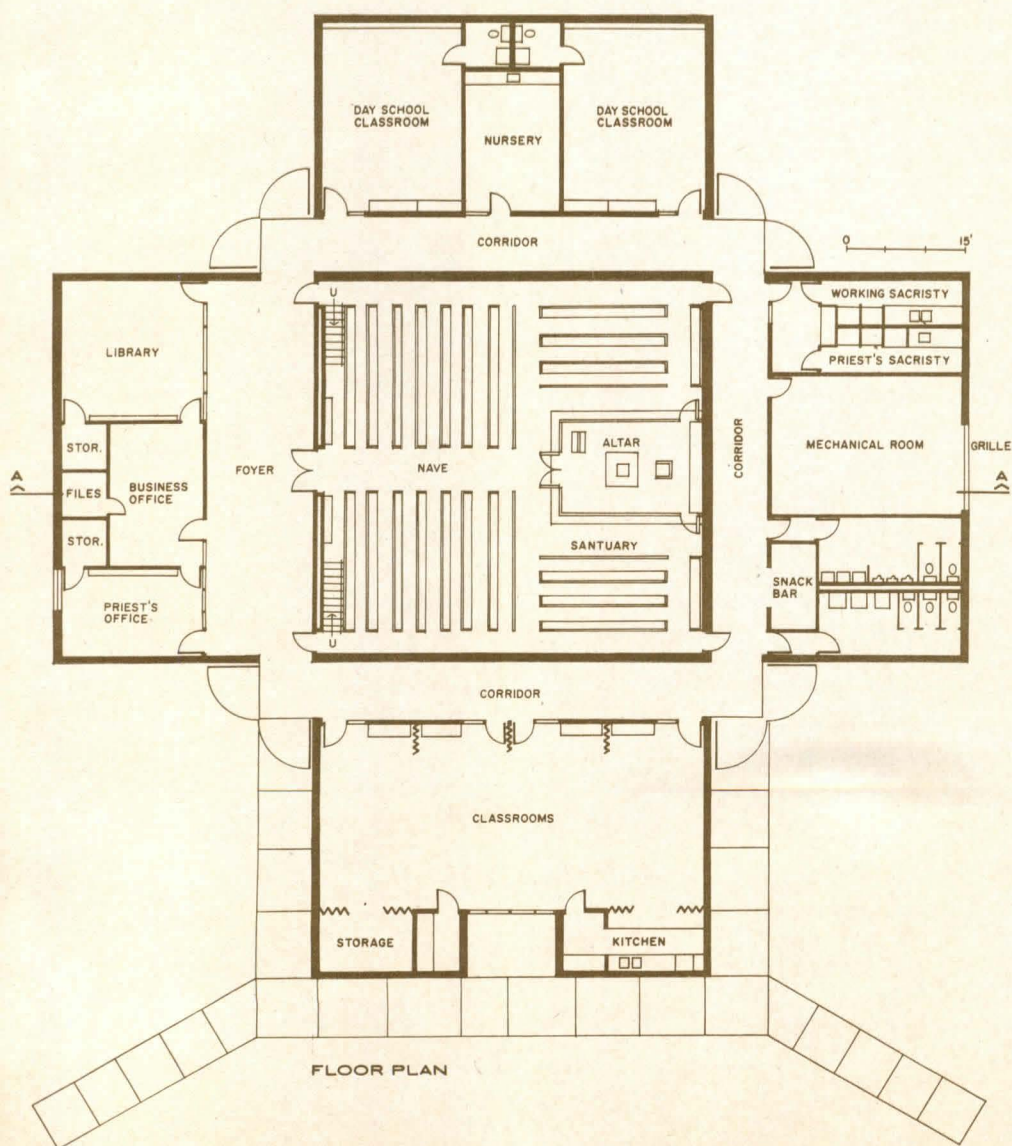 DAY SCHOOL
CLASSROOM
NURSERY
DAY SCHOOL
CLASSROOM
CORRIDOR
0 15'
U
WORKING SACRISTY
PRIEST'S SACRISTY
LIBRARY
STOR.
FILES
STOR.
BUSINESS
OFFICE
PRIEST'S
OFFICE
A
FOYER
NAVE
ALTAR
SANTUARY
CORRIDOR
MECHANICAL ROOM
GRILLE
A
SNACK
BAR
U
CORRIDOR
CLASSROOMS
STORAGE
KITCHEN
FLOOR PLAN